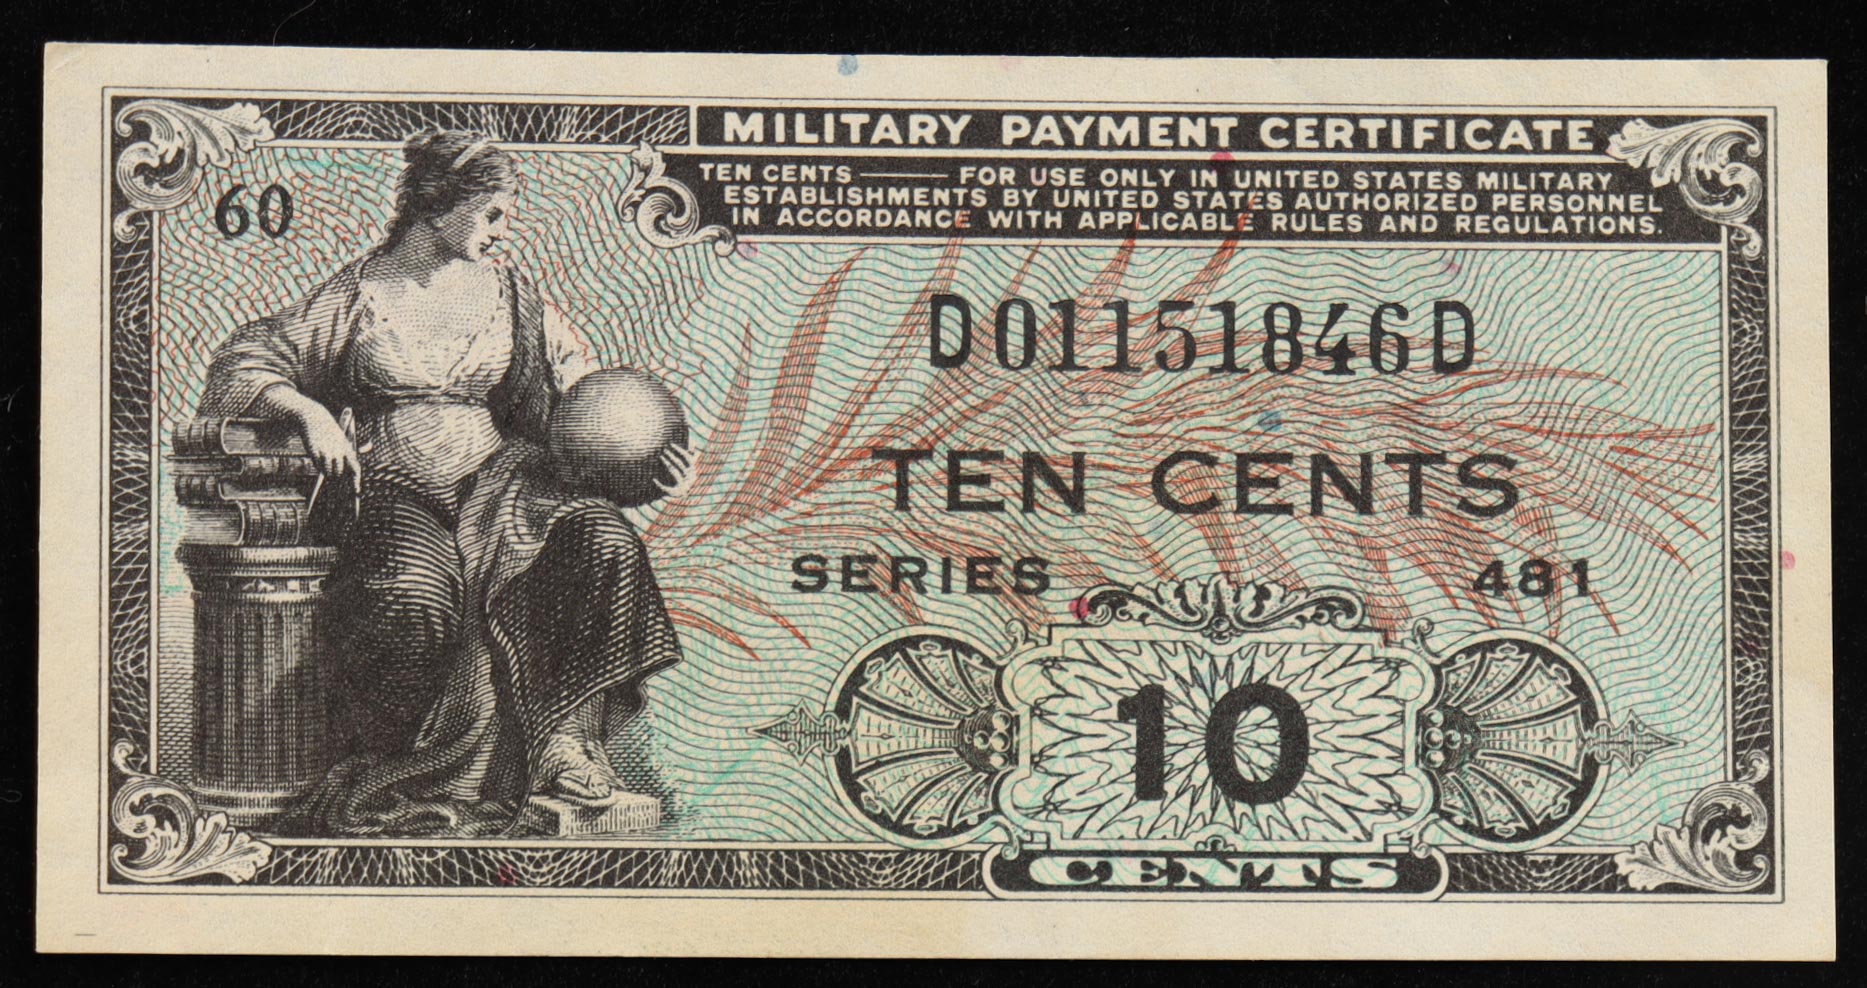 MILITARY PAYMENT CERTIFICATE
TEN CENTS —— FOR USE ONLY IN UNITED STATES MILITARY
ESTABLISHMENTS BY UNITED STATES AUTHORIZED PERSONNEL
IN ACCORDANCE WITH APPLICABLE RULES AND REGULATIONS.
60
D01151846D
TEN CENTS
SERIES 481
10
CENTS